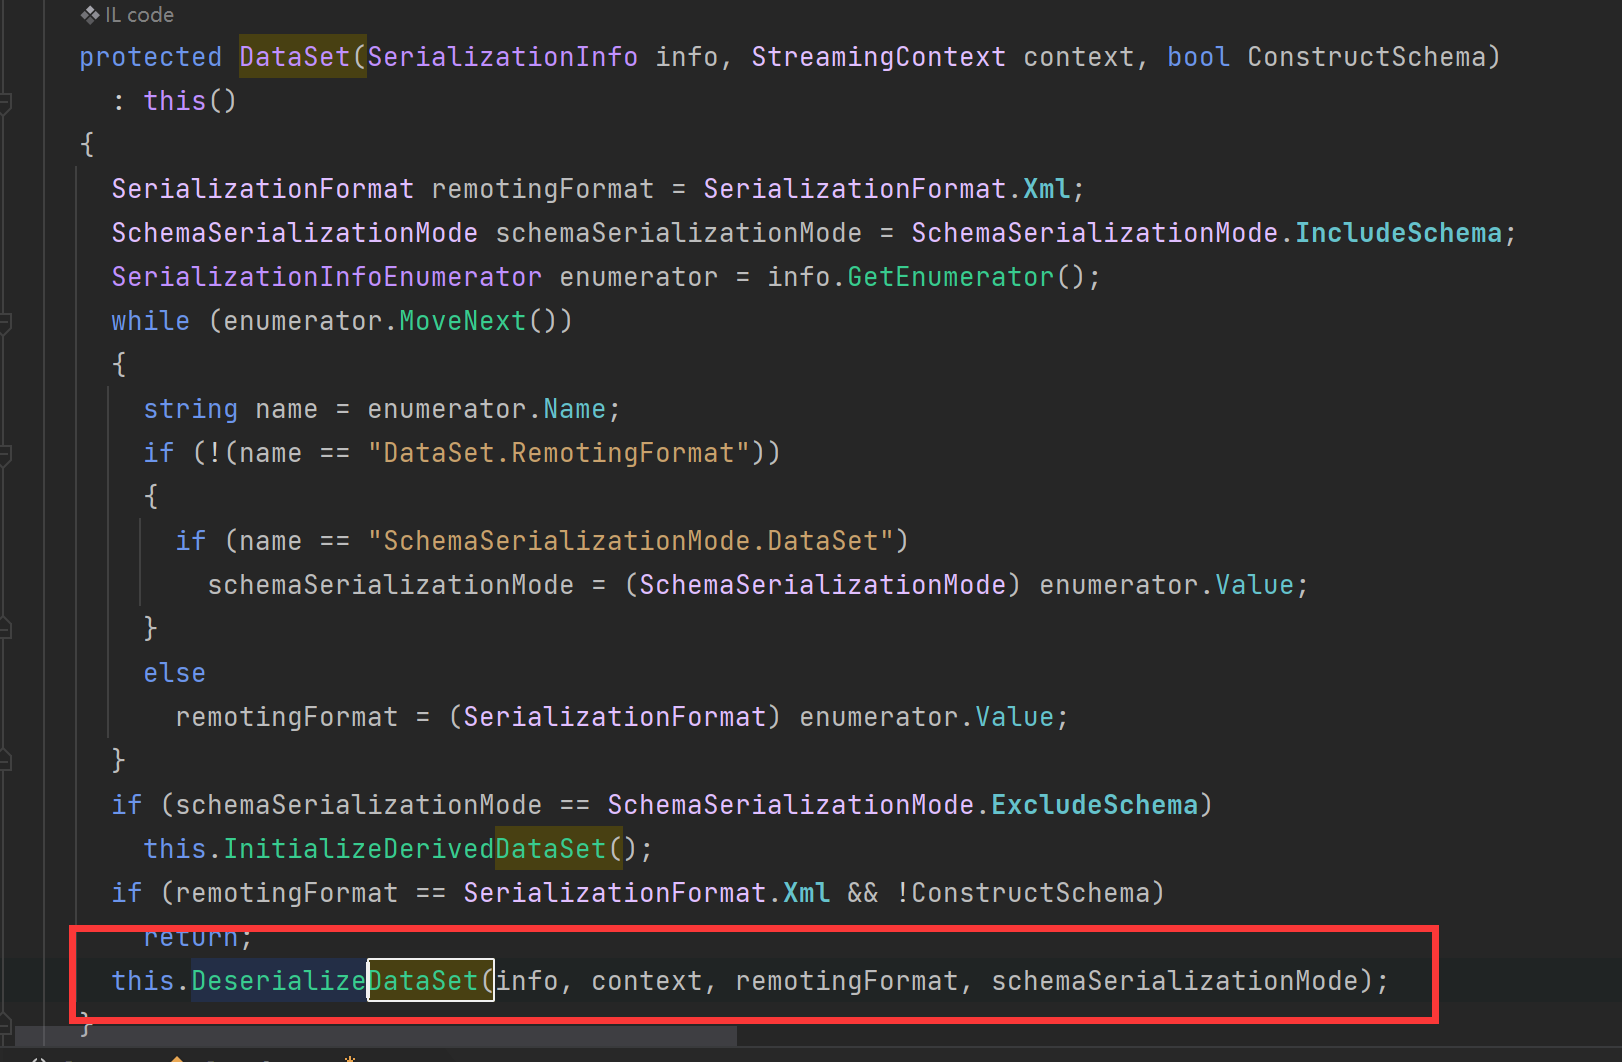 IL code
protected DataSet(SerializationInfo info, StreamingContext context, bool ConstructSchema)
: this()
{
SerializationFormat remotingFormat = SerializationFormat.Xml;
SchemaSerializationMode schemaSerializationMode = SchemaSerializationMode.IncludeSchema;
SerializationInfoEnumerator enumerator = info.GetEnumerator();
while (enumerator.MoveNext())
{
string name = enumerator.Name;
if (!(name == "DataSet.RemotingFormat"))
{
if (name == "SchemaSerializationMode.DataSet")
schemaSerializationMode = (SchemaSerializationMode) enumerator.Value;
}
else
remotingFormat = (SerializationFormat) enumerator.Value;
}
if (schemaSerializationMode == SchemaSerializationMode.ExcludeSchema)
this.InitializeDerivedDataSet();
if (remotingFormat == SerializationFormat.Xml && !ConstructSchema)
return;
this.DeserializeDataSet(info, context, remotingFormat, schemaSerializationMode);
}